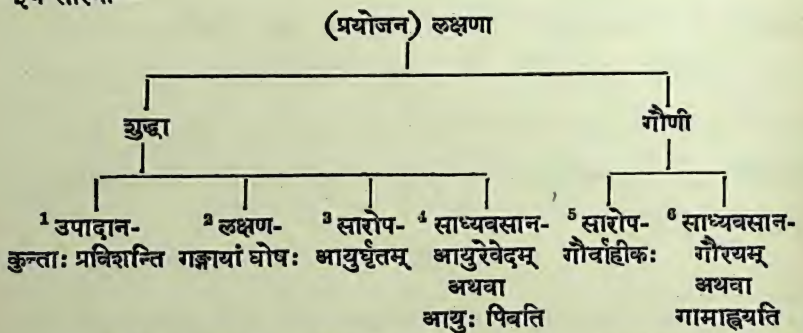 (प्रयोजन) लक्षणा
शुद्धा गौणी
¹ उपादान- ² लक्षण- ³ सारोप- ⁴ साध्यवसान- ⁵ सारोप- ⁶ साध्यवसान-
कुन्ताः प्रविशन्ति गङ्गायां घोषः आयुर्घृतम् आयुरेवेदम् गौर्वाहीकः गौरयम्
अथवा अथवा
आयुः पिबति गामाह्वयति